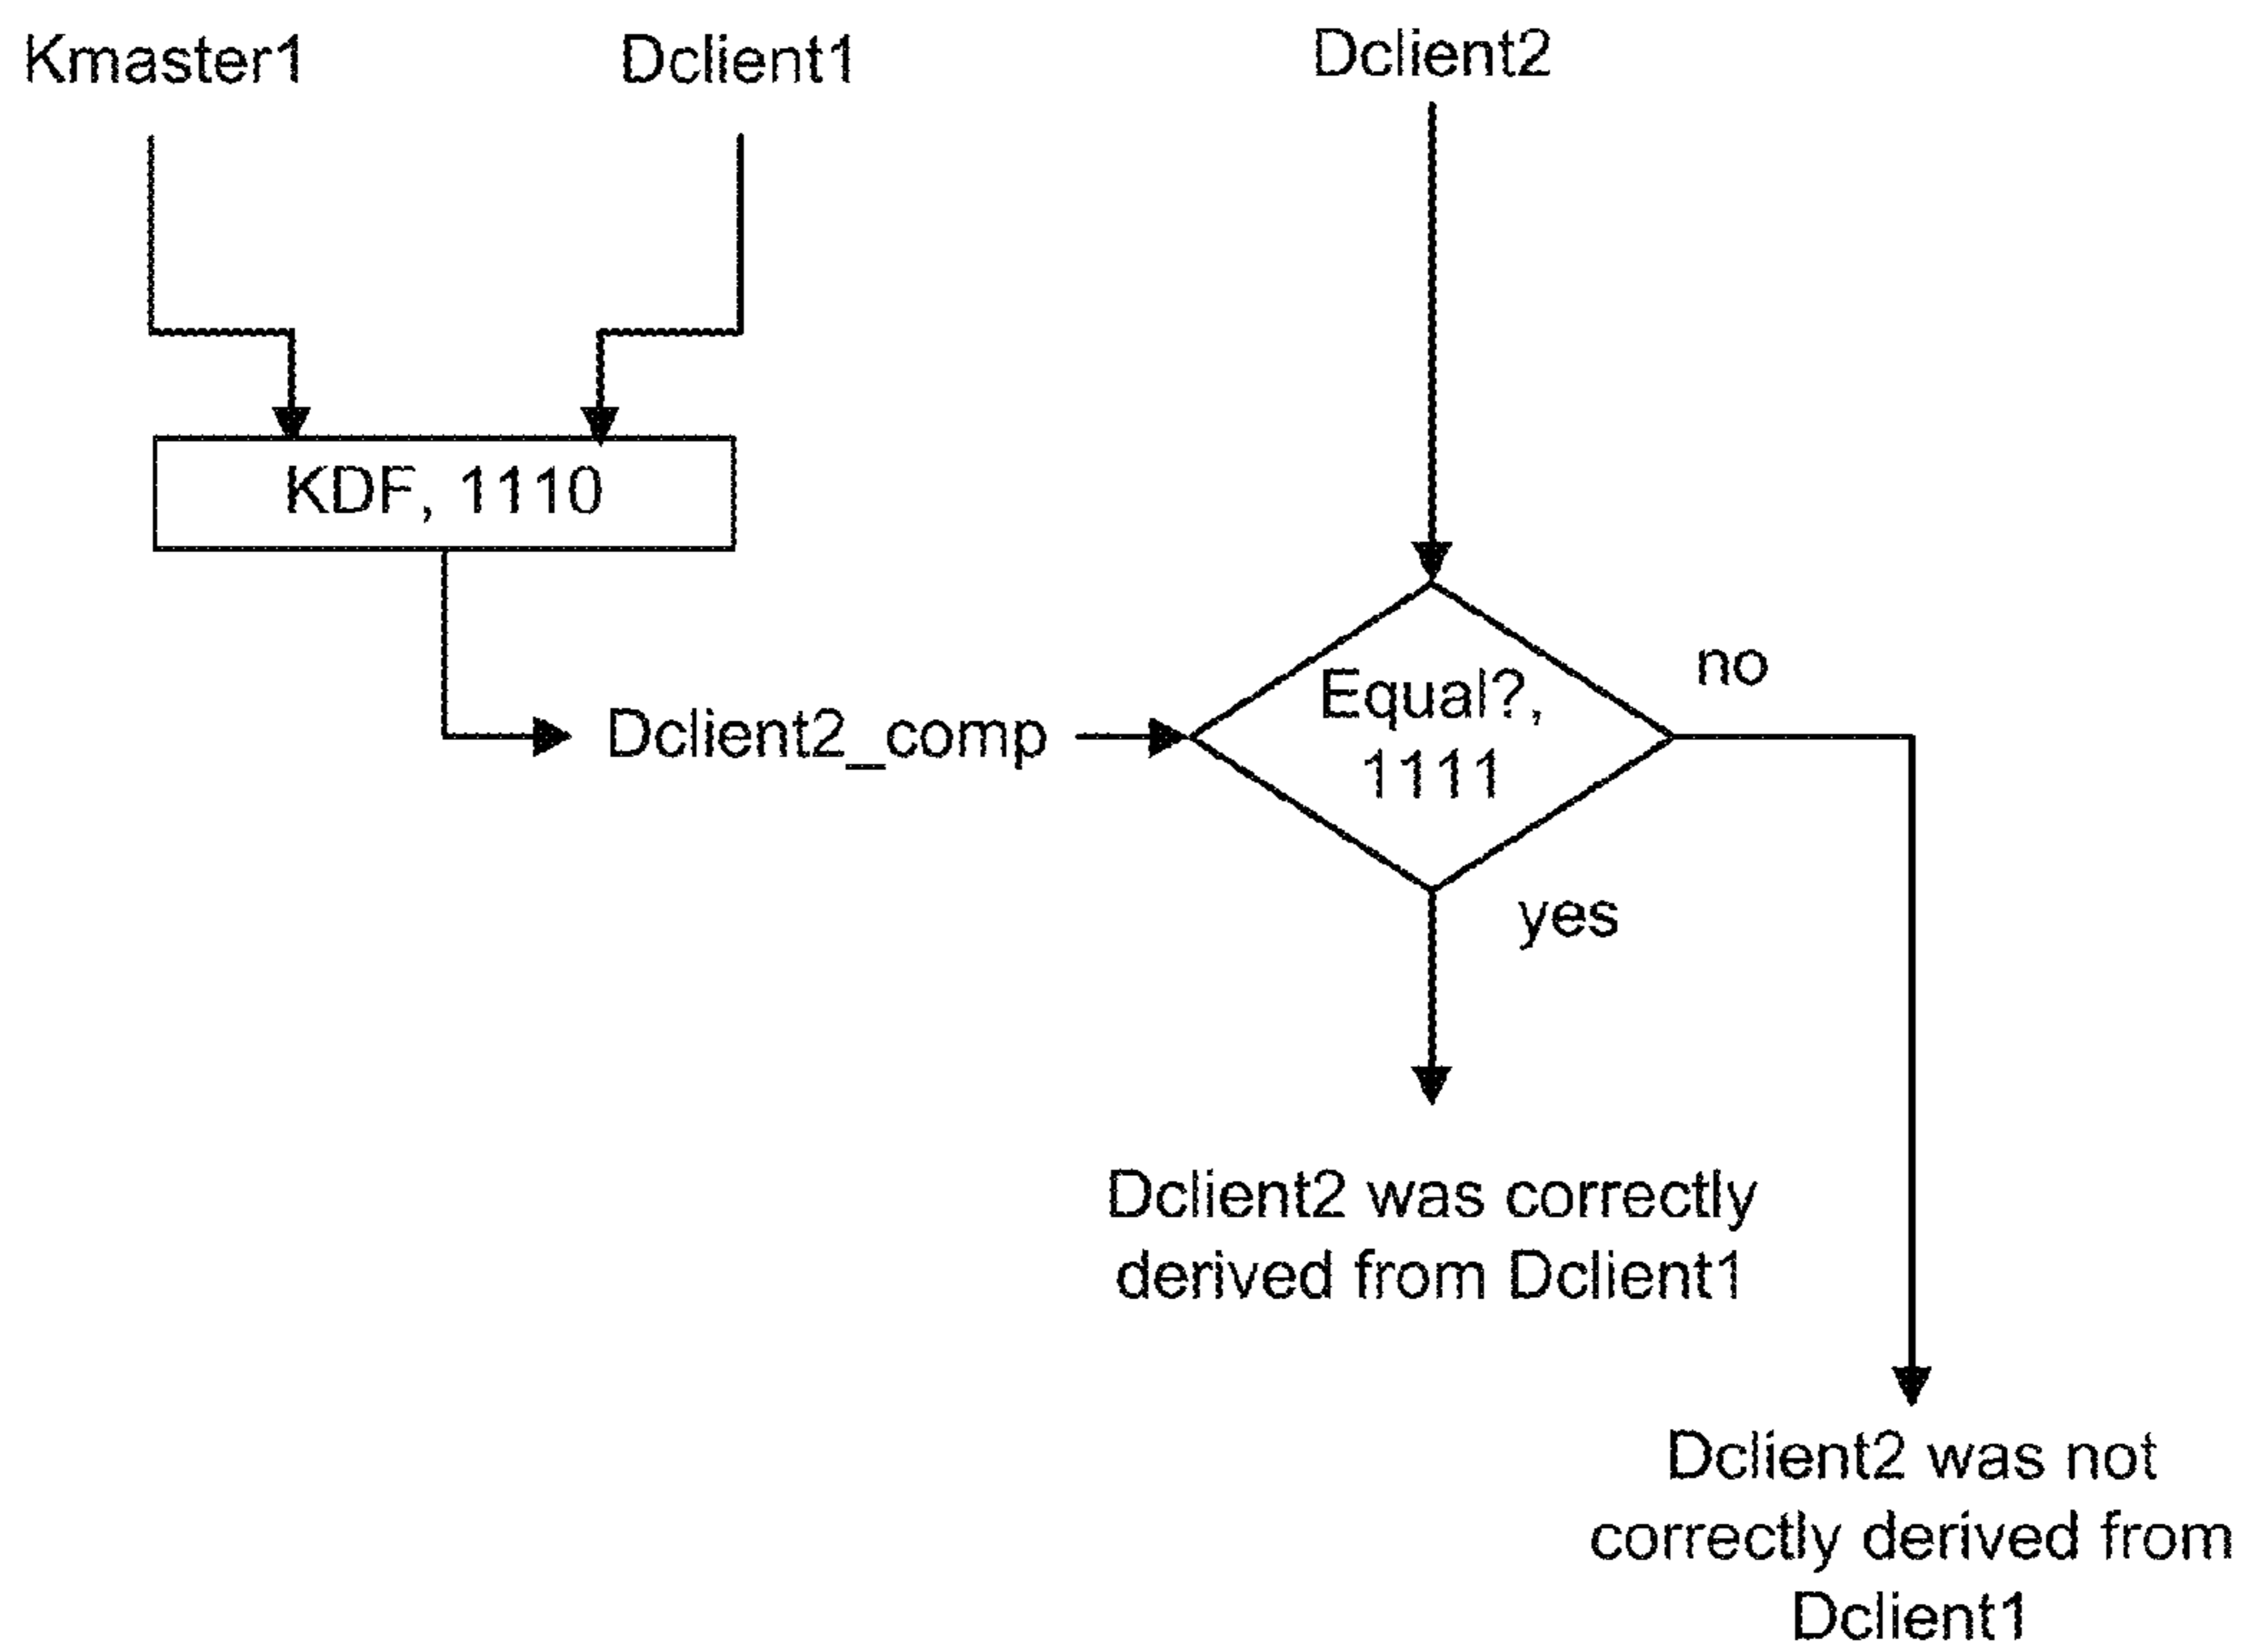 Kmaster1
Dclient1
Dclient2
KDF, 1110
Dclient2_comp
Equal?,
1111
no
yes
Dclient2 was correctly
derived from Dclient1
Dclient2 was not
correctly derived from
Dclient1